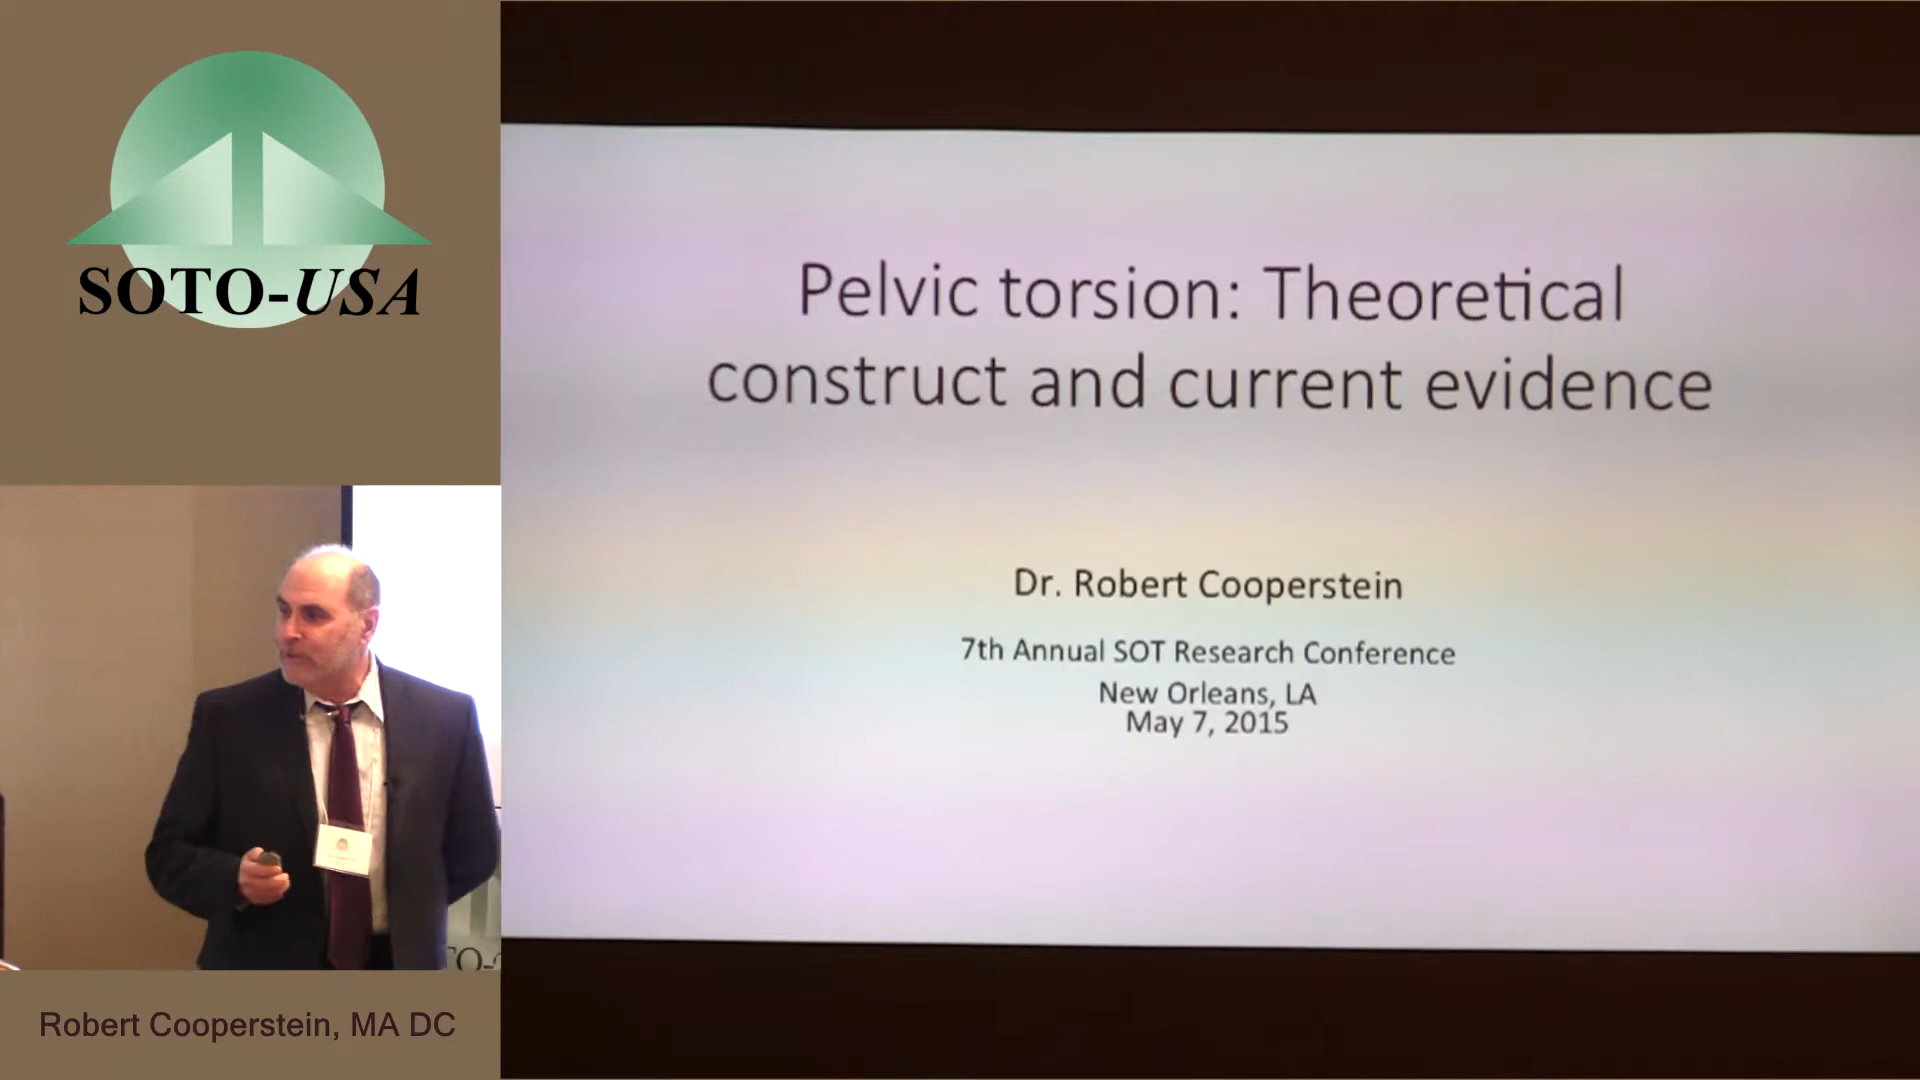 SOTO-USA
Pelvic torsion: Theoretical
construct and current evidence
Dr. Robert Cooperstein
7th Annual SOT Research Conference
New Orleans, LA
May 7, 2015
TO-
Robert Cooperstein, MA DC